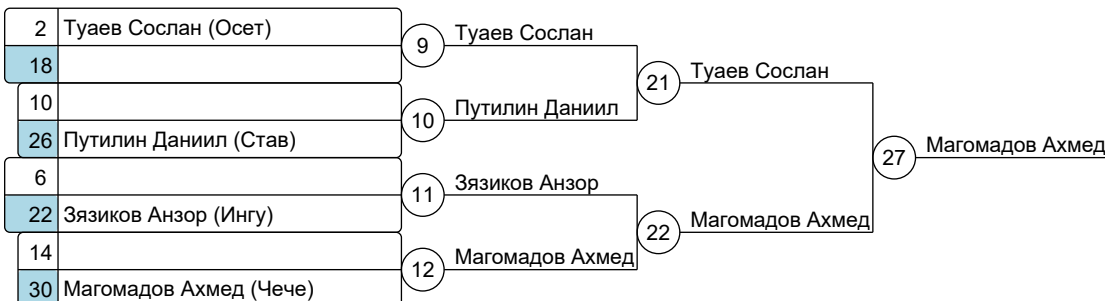 2 Туаев Сослан (Осет)
18
10
26 Путилин Даниил (Став)
6
22 Зязиков Анзор (Ингу)
14
30 Магомадов Ахмед (Чече)
9 Туаев Сослан
10 Путилин Даниил
11 Зязиков Анзор
12 Магомадов Ахмед
21 Туаев Сослан
22 Магомадов Ахмед
27 Магомадов Ахмед